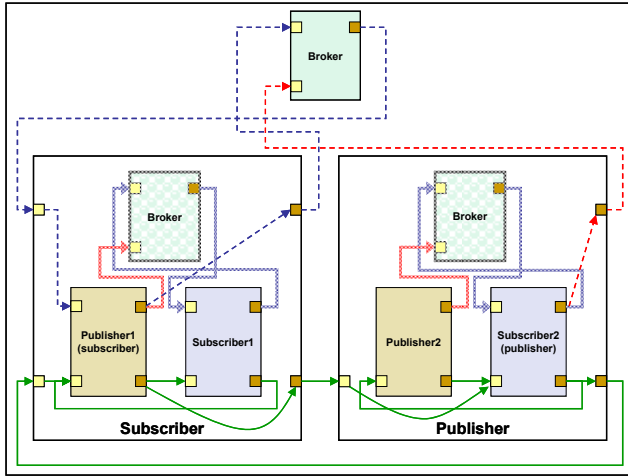 Broker
Broker
Broker
Publisher1
(subscriber)
Subscriber1
Publisher2
Subscriber2
(publisher)
Subscriber
Publisher